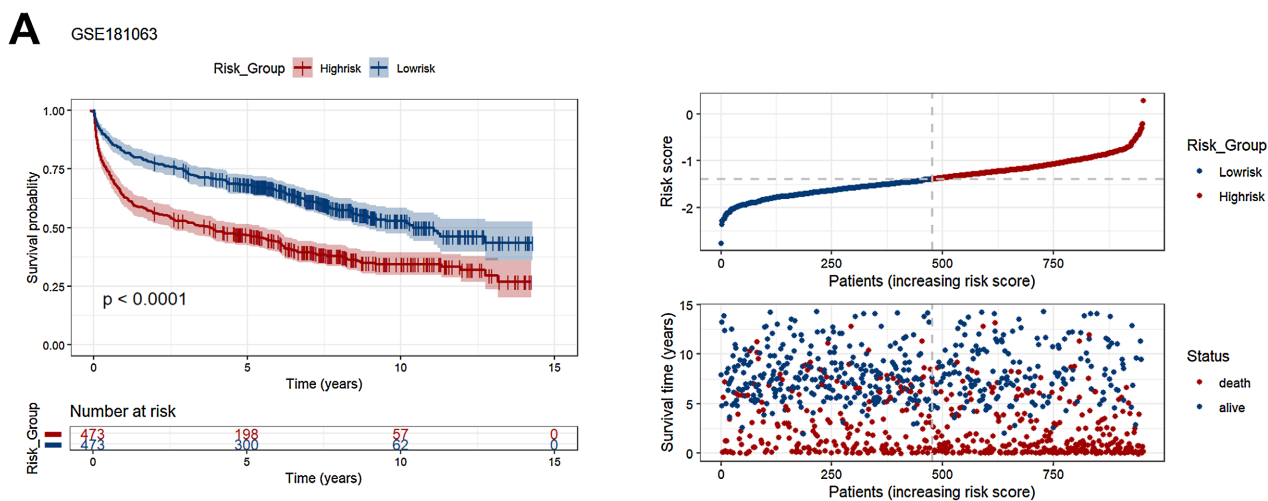 A
GSE181063
Risk_Group Highrisk Lowrisk
Survival probability
1.00
0.75
0.50
0.25
0.00
p < 0.0001
0 5 10 15
Time (years)
Number at risk
Risk_Group
473 198 57 0
473 300 62 0
0 5 10 15
Time (years)
Risk score
0
-1
-2
0 250 500 750
Patients (increasing risk score)
Risk_Group
Lowrisk
Highrisk
Survival time (years)
15
10
5
0
0 250 500 750
Patients (increasing risk score)
Status
death
alive